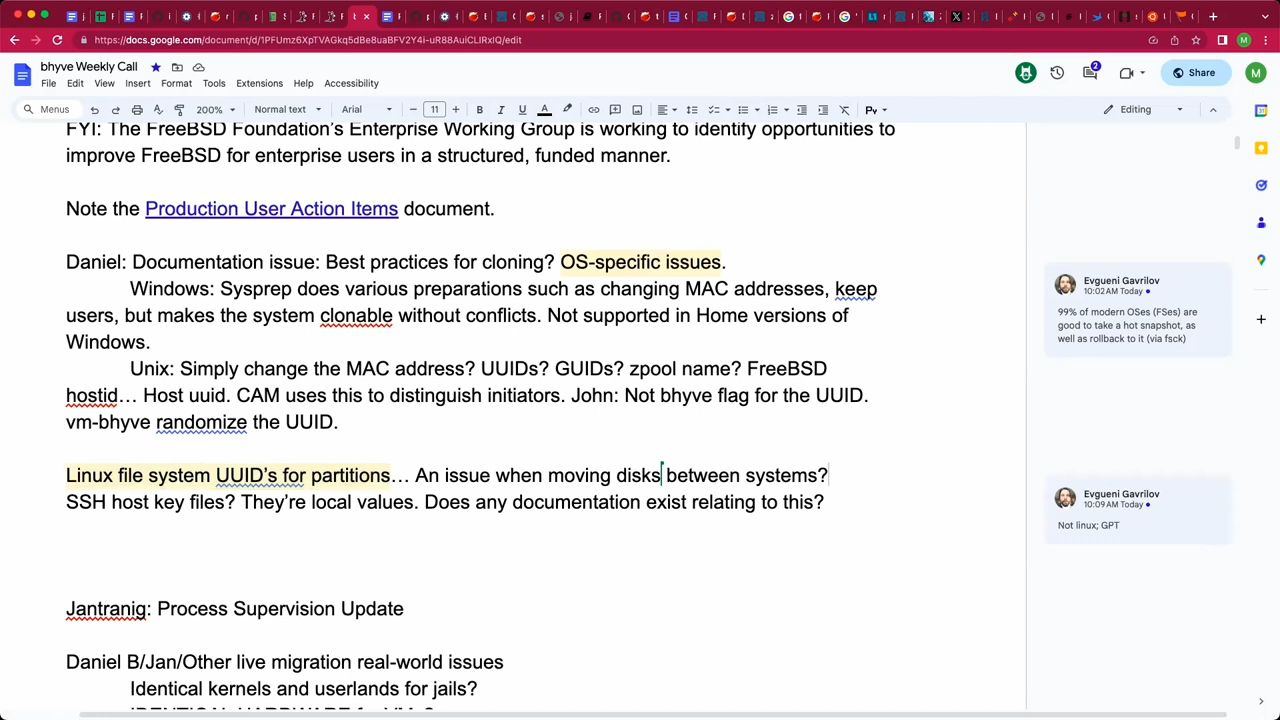 https://docs.google.com/document/d/1PFUmz6XpTVAGkq5dBe8uaBFV2Y4i-uR88AuiCLIRxIQ/edit
bhyve Weekly Call
File Edit View Insert Format Tools Extensions Help Accessibility
2
Share
M
Menus
200%
Normal text
Arial
11
Editing
FYI: The FreeBSD Foundation's Enterprise Working Group is working to identify opportunities to
improve FreeBSD for enterprise users in a structured, funded manner.
Note the Production User Action Items document.
Daniel: Documentation issue: Best practices for cloning? OS-specific issues.
Windows: Sysprep does various preparations such as changing MAC addresses, keep
users, but makes the system clonable without conflicts. Not supported in Home versions of
Windows.
Unix: Simply change the MAC address? UUIDs? GUIDs? zpool name? FreeBSD
hostid… Host uuid. CAM uses this to distinguish initiators. John: Not bhyve flag for the UUID.
vm-bhyve randomize the UUID.
Linux file system UUID's for partitions… An issue when moving disks between systems?
SSH host key files? They're local values. Does any documentation exist relating to this?
Jantranig: Process Supervision Update
Daniel B/Jan/Other live migration real-world issues
Identical kernels and userlands for jails?
Evgueni Gavrilov
10:02AM Today
99% of modern OSes (FSes) are
good to take a hot snapshot, as
well as rollback to it (via fsck)
Evgueni Gavrilov
10:09AM Today
Not linux; GPT